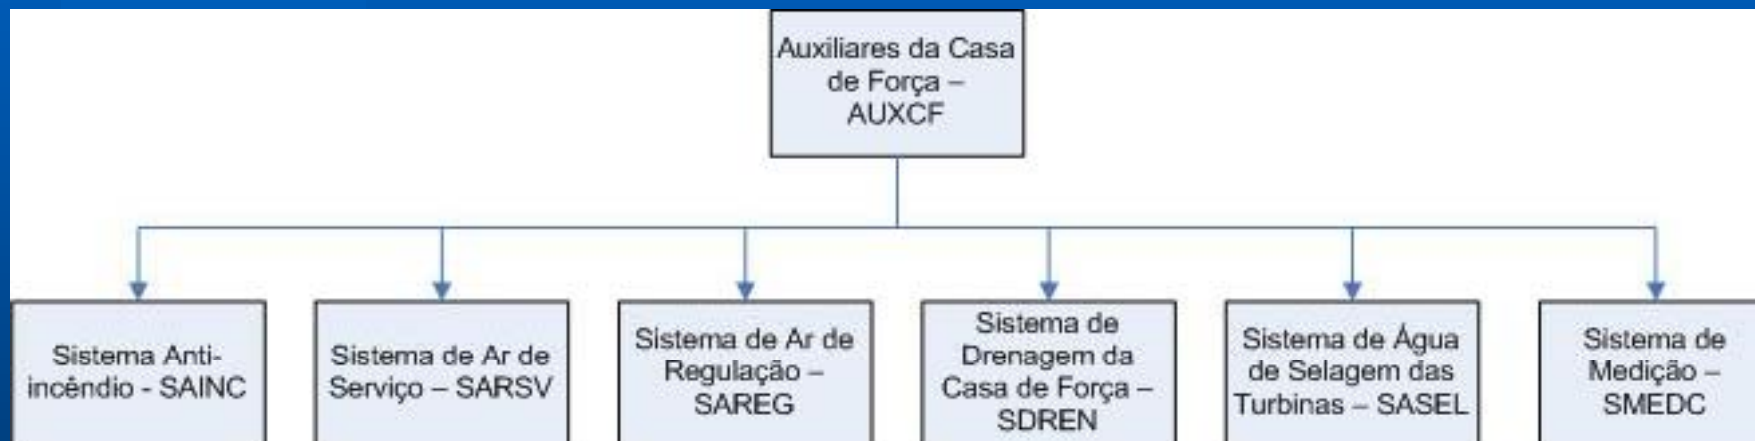 Auxiliares da Casa
de Força –
AUXCF
Sistema Anti-
incêndio - SAINC
Sistema de Ar de
Serviço – SARSV
Sistema de Ar de
Regulação –
SAREG
Sistema de
Drenagem da
Casa de Força –
SDREN
Sistema de Água
de Selagem das
Turbinas – SASEL
Sistema de
Medição –
SMEDC